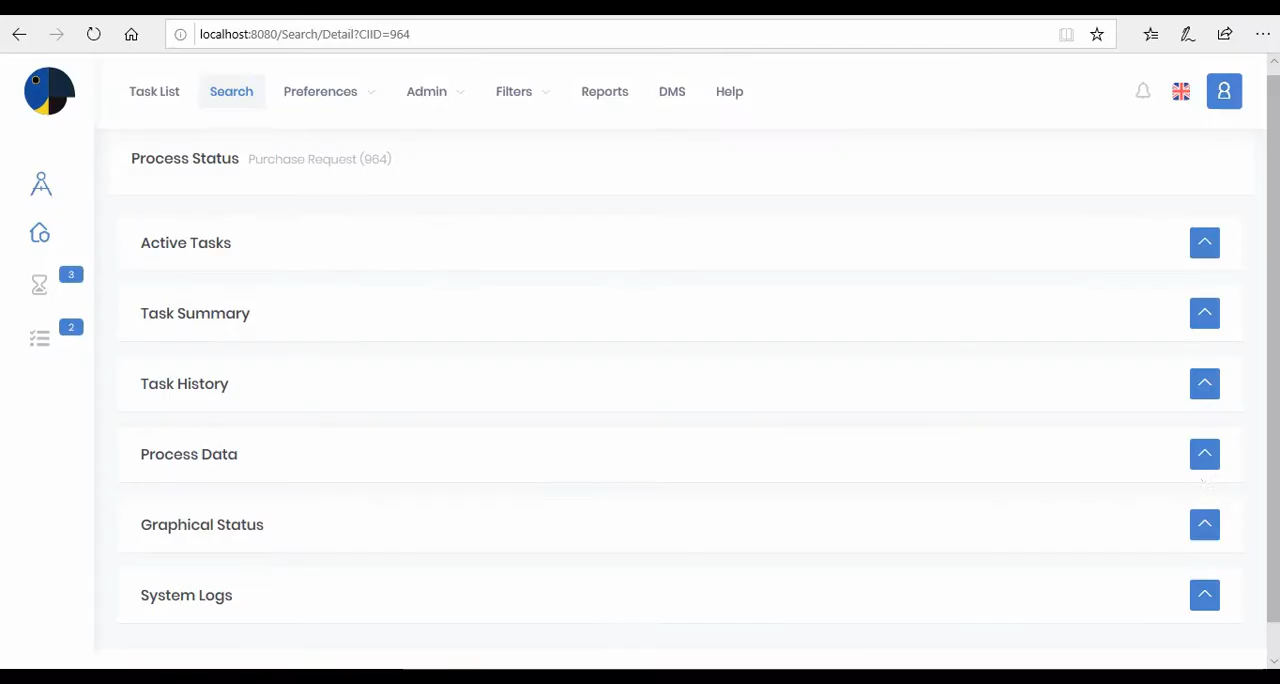 localhost:8080/Search/Detail?CIID=964
Task List Search Preferences Admin Filters Reports DMS Help
Process Status Purchase Request (964)
Active Tasks
3
Task Summary
2
Task History
Process Data
Graphical Status
System Logs